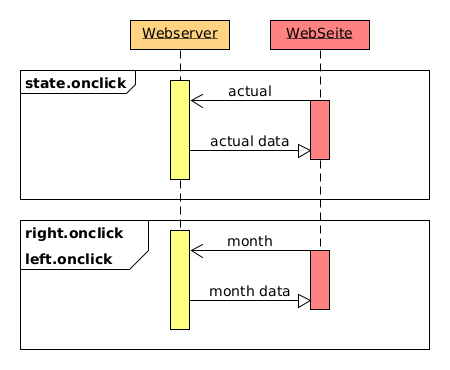 Webserver
WebSeite
state.onclick
actual
actual data
right.onclick
left.onclick
month
month data